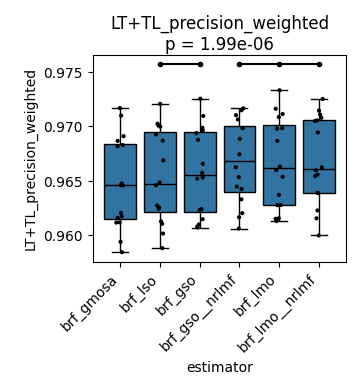 LT+TL_precision_weighted
p = 1.99e-06
LT+TL_precision_weighted
0.975
0.970
0.965
0.960
brf_gmosa
brf_lso
brf_gso
brf_gso__nrlmf
brf_lmo
brf_lmo__nrlmf
estimator